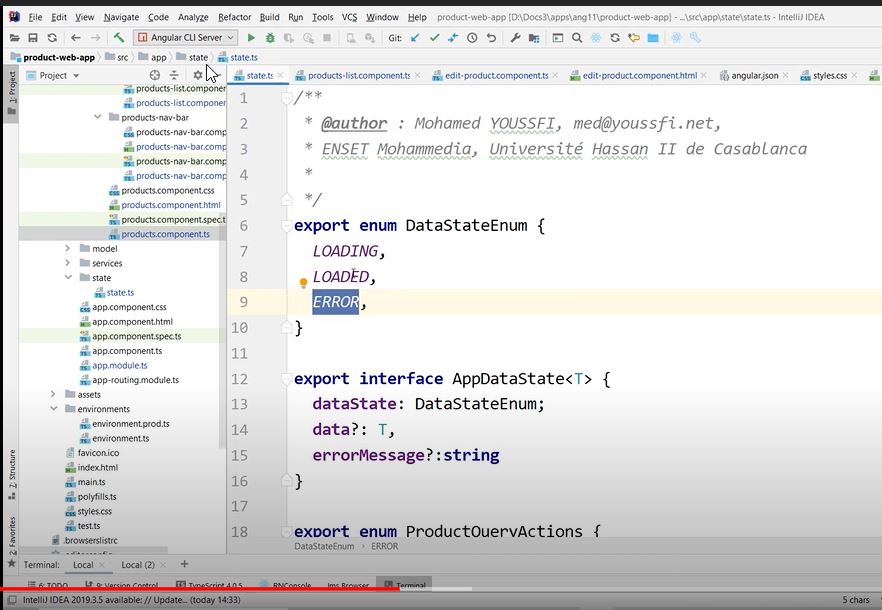 File Edit View Navigate Code Analyze Refactor Build Run Tools VCS Window Help product-web-app [D:\Docs3\apps\ang11\product-web-app] - ...\src\app\state\state.ts - IntelliJ IDEA
Angular CLI Server Git:
product-web-app src app state state.ts
Project
state.ts products-list.component.ts edit-product.component.ts edit-product.component.html angular.json styles.css
1: Project
products-list.componer
products-list.componer
products-nav-bar
products-nav-bar.comp
products-nav-bar.comp
products-nav-bar.comp
products-nav-bar.comp
products.component.css
products.component.html
products.component.spec.t
products.component.ts
model
services
state
state.ts
app.component.css
app.component.html
app.component.spec.ts
app.component.ts
app.module.ts
app-routing.module.ts
assets
environments
environment.prod.ts
environment.ts
favicon.ico
index.html
main.ts
polyfills.ts
styles.css
test.ts
.browserslistrc
.editorconfig
7: Structure
2: Favorites
1 /**
2 * @author : Mohamed YOUSSFI, med@youssfi.net,
3 * ENSET Mohammedia, Université Hassan II de Casablanca
4 *
5 */
6 export enum DataStateEnum {
7 LOADING,
8 LOADED,
9 ERROR,
10 }
11
12 export interface AppDataState<T> {
13 dataState: DataStateEnum;
14 data?: T,
15 errorMessage?:string
16 }
17
18 export enum ProductQueryActions {
DataStateEnum › ERROR
Terminal: Local × Local (2) × +
6: TODO 9: Version Control TypeScript 4.0.5 RNConsole Jms Browser Terminal
IntelliJ IDEA 2019.3.5 available: // Update... (today 14:33) 5 chars